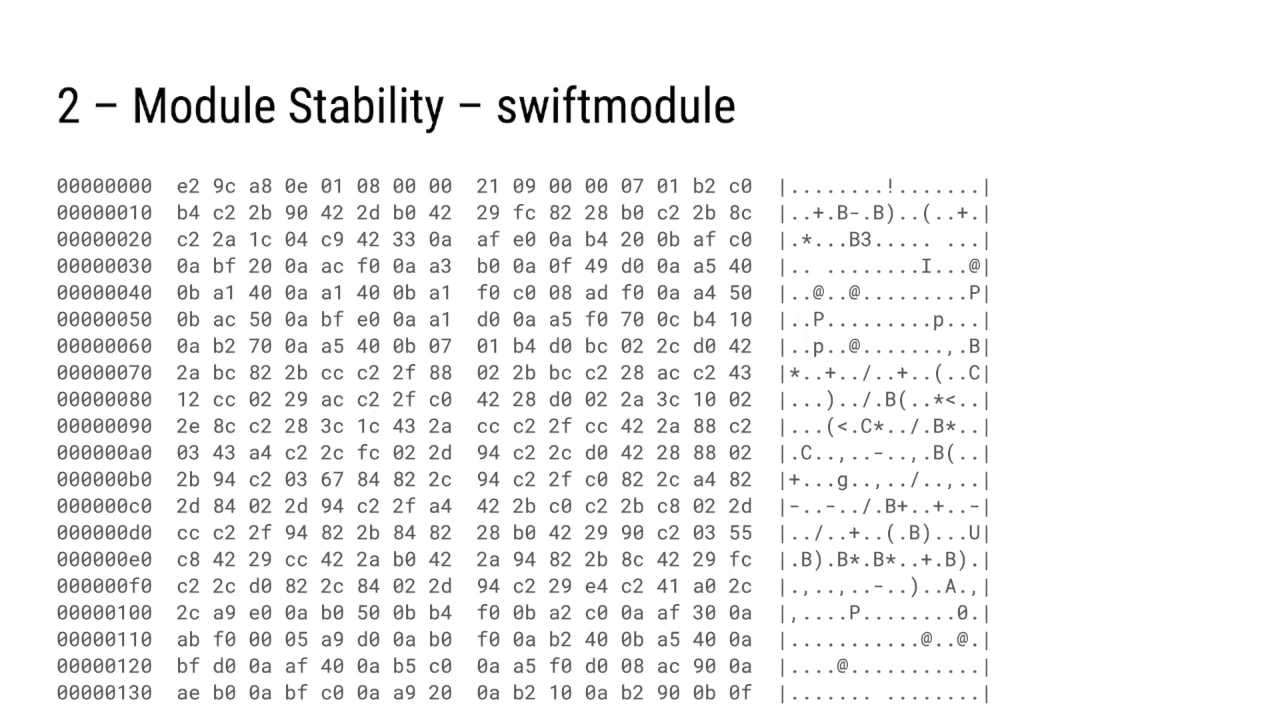 2 – Module Stability – swiftmodule
00000000  e2 9c a8 0e 01 08 00 00  21 09 00 00 07 01 b2 c0  |........!.......|
00000010  b4 c2 2b 90 42 2d b0 42  29 fc 82 28 b0 c2 2b 8c  |..+.B-.B)..(..+.|
00000020  c2 2a 1c 04 c9 42 33 0a  af e0 0a b4 20 0b af c0  |.*...B3..... ...|
00000030  0a bf 20 0a ac f0 0a a3  b0 0a 0f 49 d0 0a a5 40  |.. ........I...@|
00000040  0b a1 40 0a a1 40 0b a1  f0 c0 08 ad f0 0a a4 50  |..@..@.........P|
00000050  0b ac 50 0a bf e0 0a a1  d0 0a a5 f0 70 0c b4 10  |..P.........p...|
00000060  0a b2 70 0a a5 40 0b 07  01 b4 d0 bc 02 2c d0 42  |..p..@.......,.B|
00000070  2a bc 82 2b cc c2 2f 88  02 2b bc c2 28 ac c2 43  |*..+../..+..(..C|
00000080  12 cc 02 29 ac c2 2f c0  42 28 d0 02 2a 3c 10 02  |...)../.B(..*<..|
00000090  2e 8c c2 28 3c 1c 43 2a  cc c2 2f cc 42 2a 88 c2  |...(<.C*../.B*..|
000000a0  03 43 a4 c2 2c fc 02 2d  94 c2 2c d0 42 28 88 02  |.C..,..-..,.B(..|
000000b0  2b 94 c2 03 67 84 82 2c  94 c2 2f c0 82 2c a4 82  |+...g..,../..,..|
000000c0  2d 84 02 2d 94 c2 2f a4  42 2b c0 c2 2b c8 02 2d  |-..-../.B+..+..-|
000000d0  cc c2 2f 94 82 2b 84 82  28 b0 42 29 90 c2 03 55  |../..+..(.B)...U|
000000e0  c8 42 29 cc 42 2a b0 42  2a 94 82 2b 8c 42 29 fc  |.B).B*.B*..+.B).|
000000f0  c2 2c d0 82 2c 84 02 2d  94 c2 29 e4 c2 41 a0 2c  |.,..,..-..)..A.,|
00000100  2c a9 e0 0a b0 50 0b b4  f0 0b a2 c0 0a af 30 0a  |,....P........0.|
00000110  ab f0 00 05 a9 d0 0a b0  f0 0a b2 40 0b a5 40 0a  |...........@..@.|
00000120  bf d0 0a af 40 0a b5 c0  0a a5 f0 d0 08 ac 90 0a  |....@...........|
00000130  ae b0 0a bf c0 0a a9 20  0a b2 10 0a b2 90 0b 0f  |....... ........|